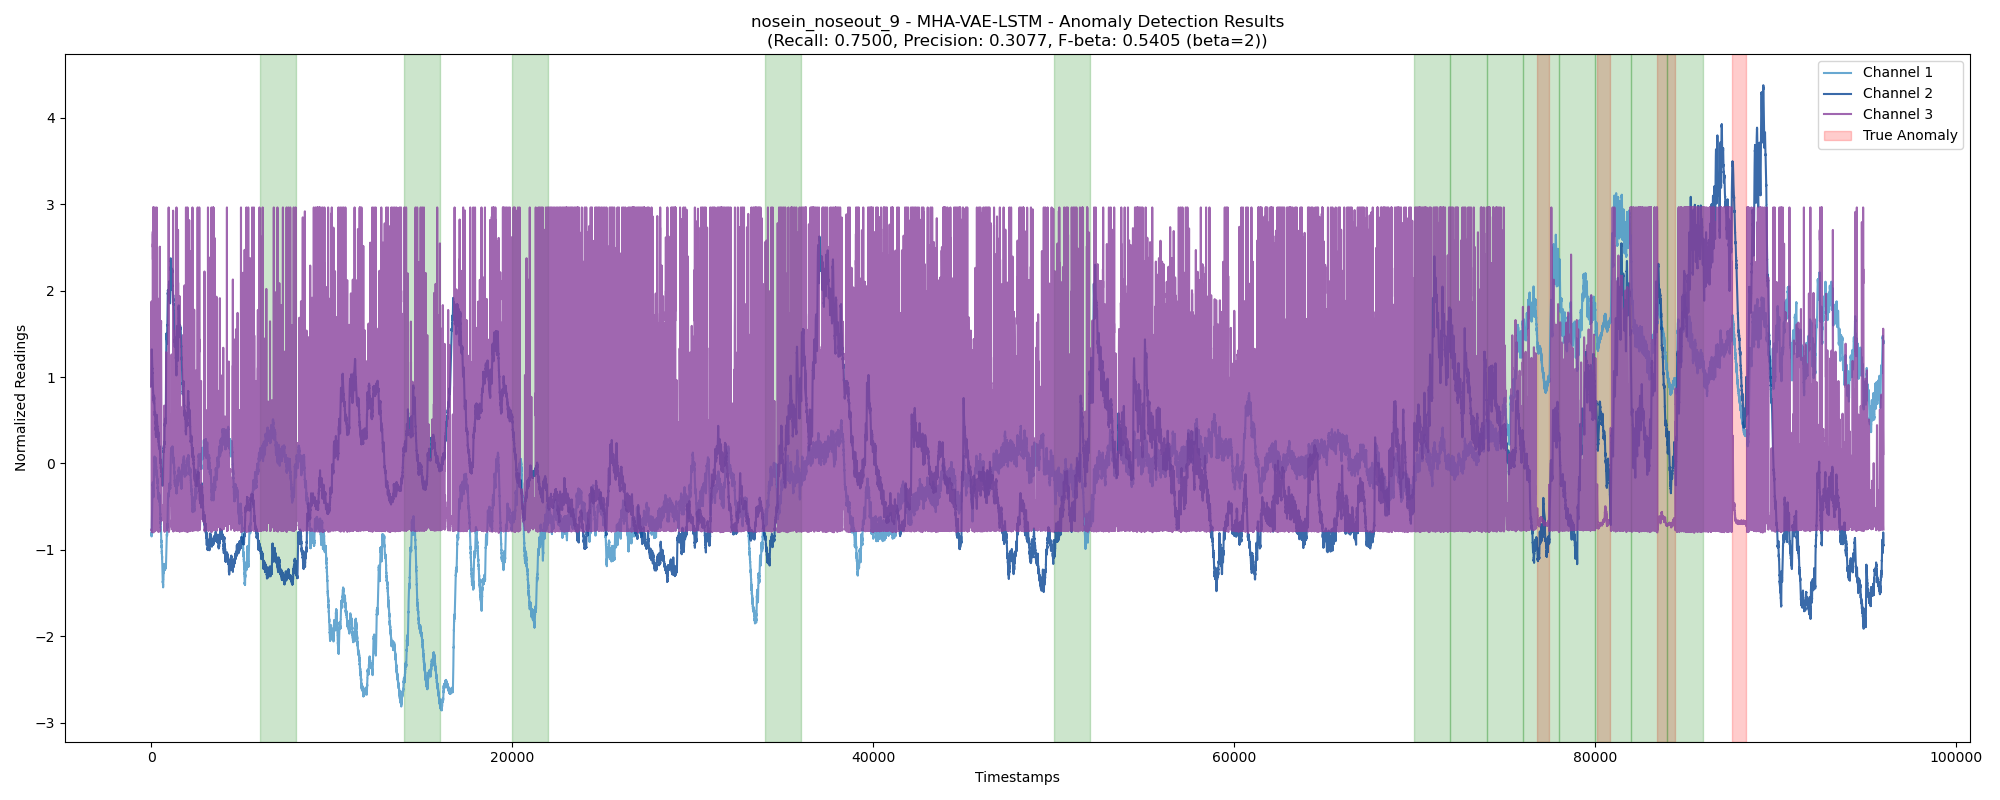 nosein_noseout_9 - MHA-VAE-LSTM - Anomaly Detection Results
(Recall: 0.7500, Precision: 0.3077, F-beta: 0.5405 (beta=2))
Channel 1
Channel 2
Channel 3
True Anomaly
Normalized Readings
4
3
2
1
0
−1
−2
−3
0
20000
40000
60000
80000
100000
Timestamps